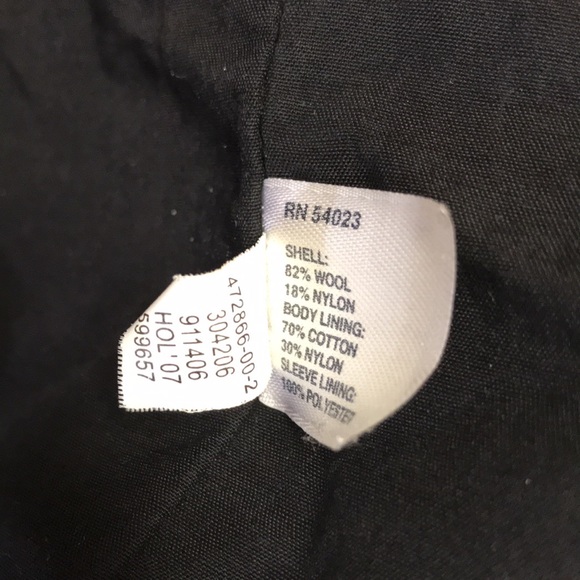 RN 54023
SHELL:
82% WOOL
18% NYLON
BODY LINING:
70% COTTON
30% NYLON
SLEEVE LINING:
100% POLYESTER
472866-00-2
304206
911406
HOL' 07
599657